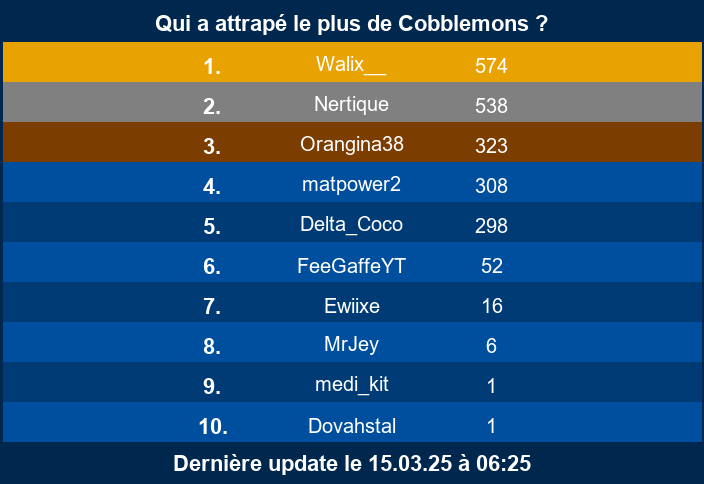 Qui a attrapé le plus de Cobblemons ?
1. Walix__ 574
2. Nertique 538
3. Orangina38 323
4. matpower2 308
5. Delta_Coco 298
6. FeeGaffeYT 52
7. Ewiixe 16
8. MrJey 6
9. medi_kit 1
10. Dovahstal 1
Dernière update le 15.03.25 à 06:25